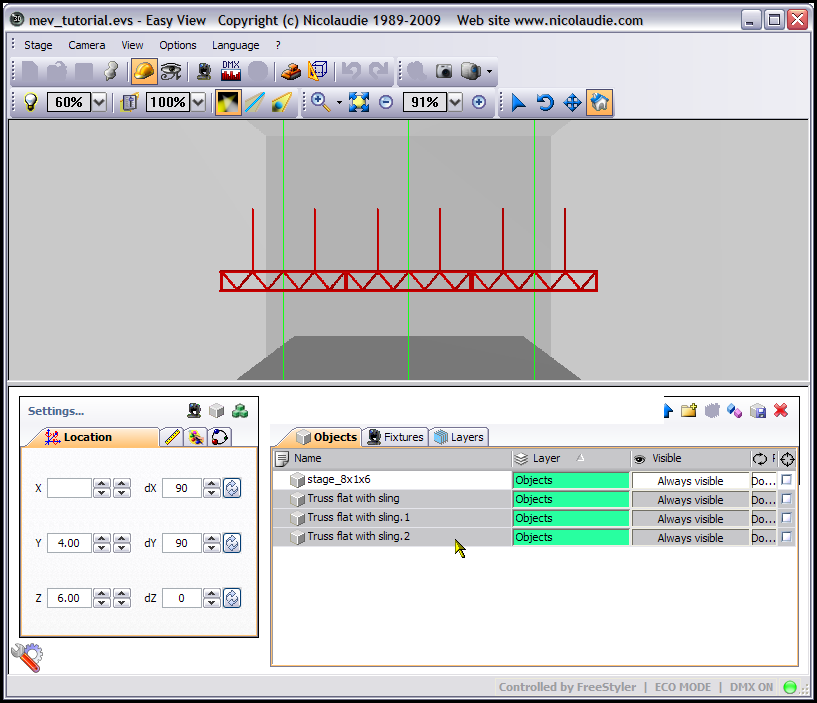 mev_tutorial.evs - Easy View   Copyright (c) Nicolaudie 1989-2009    Web site www.nicolaudie.com
Stage Camera View Options Language ?
DMX
60% 100% 91%
Settings...
Location
Objects Fixtures Layers
Name Layer Visible F
stage_8x1x6 Objects Always visible Do...
Truss flat with sling Objects Always visible Do...
Truss flat with sling.1 Objects Always visible Do...
Truss flat with sling.2 Objects Always visible Do...
X dX 90
Y 4.00 dY 90
Z 6.00 dZ 0
Controlled by FreeStyler | ECO MODE | DMX ON